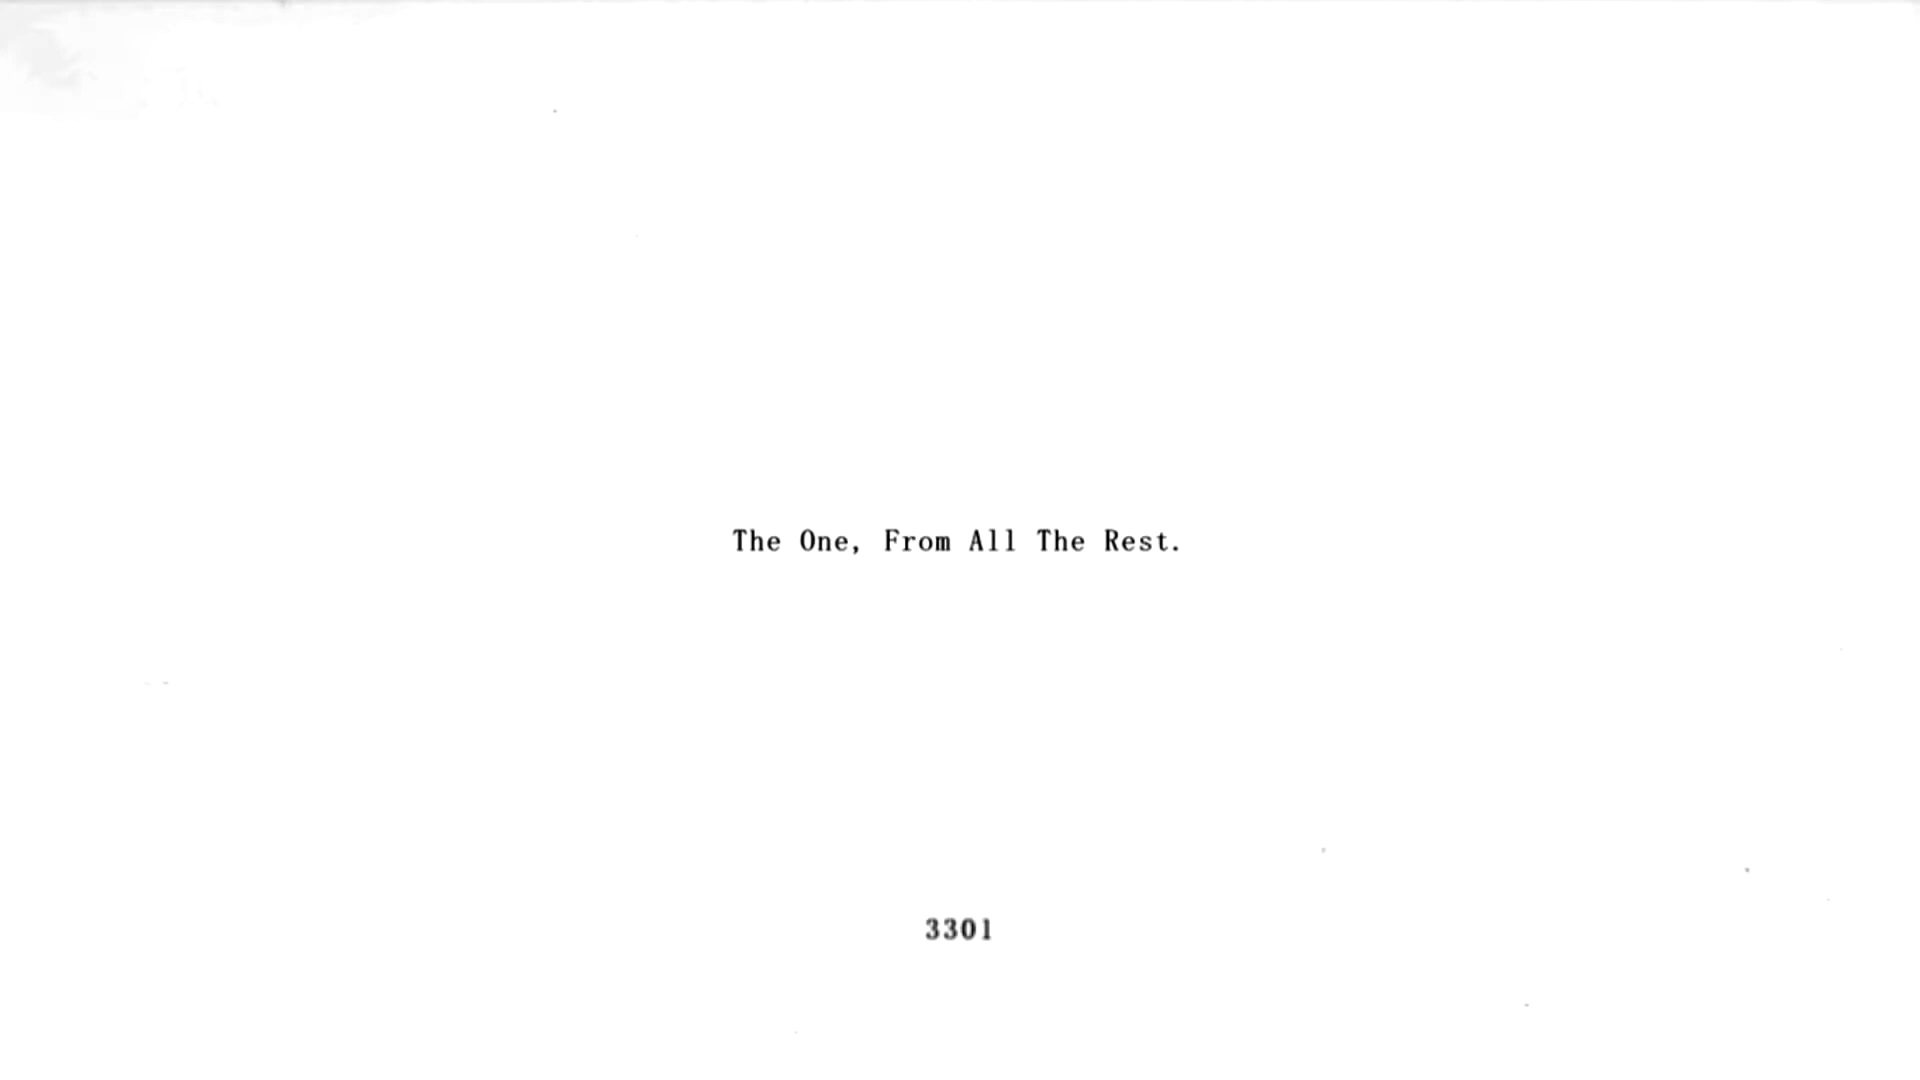 The One, From All The Rest.
3301